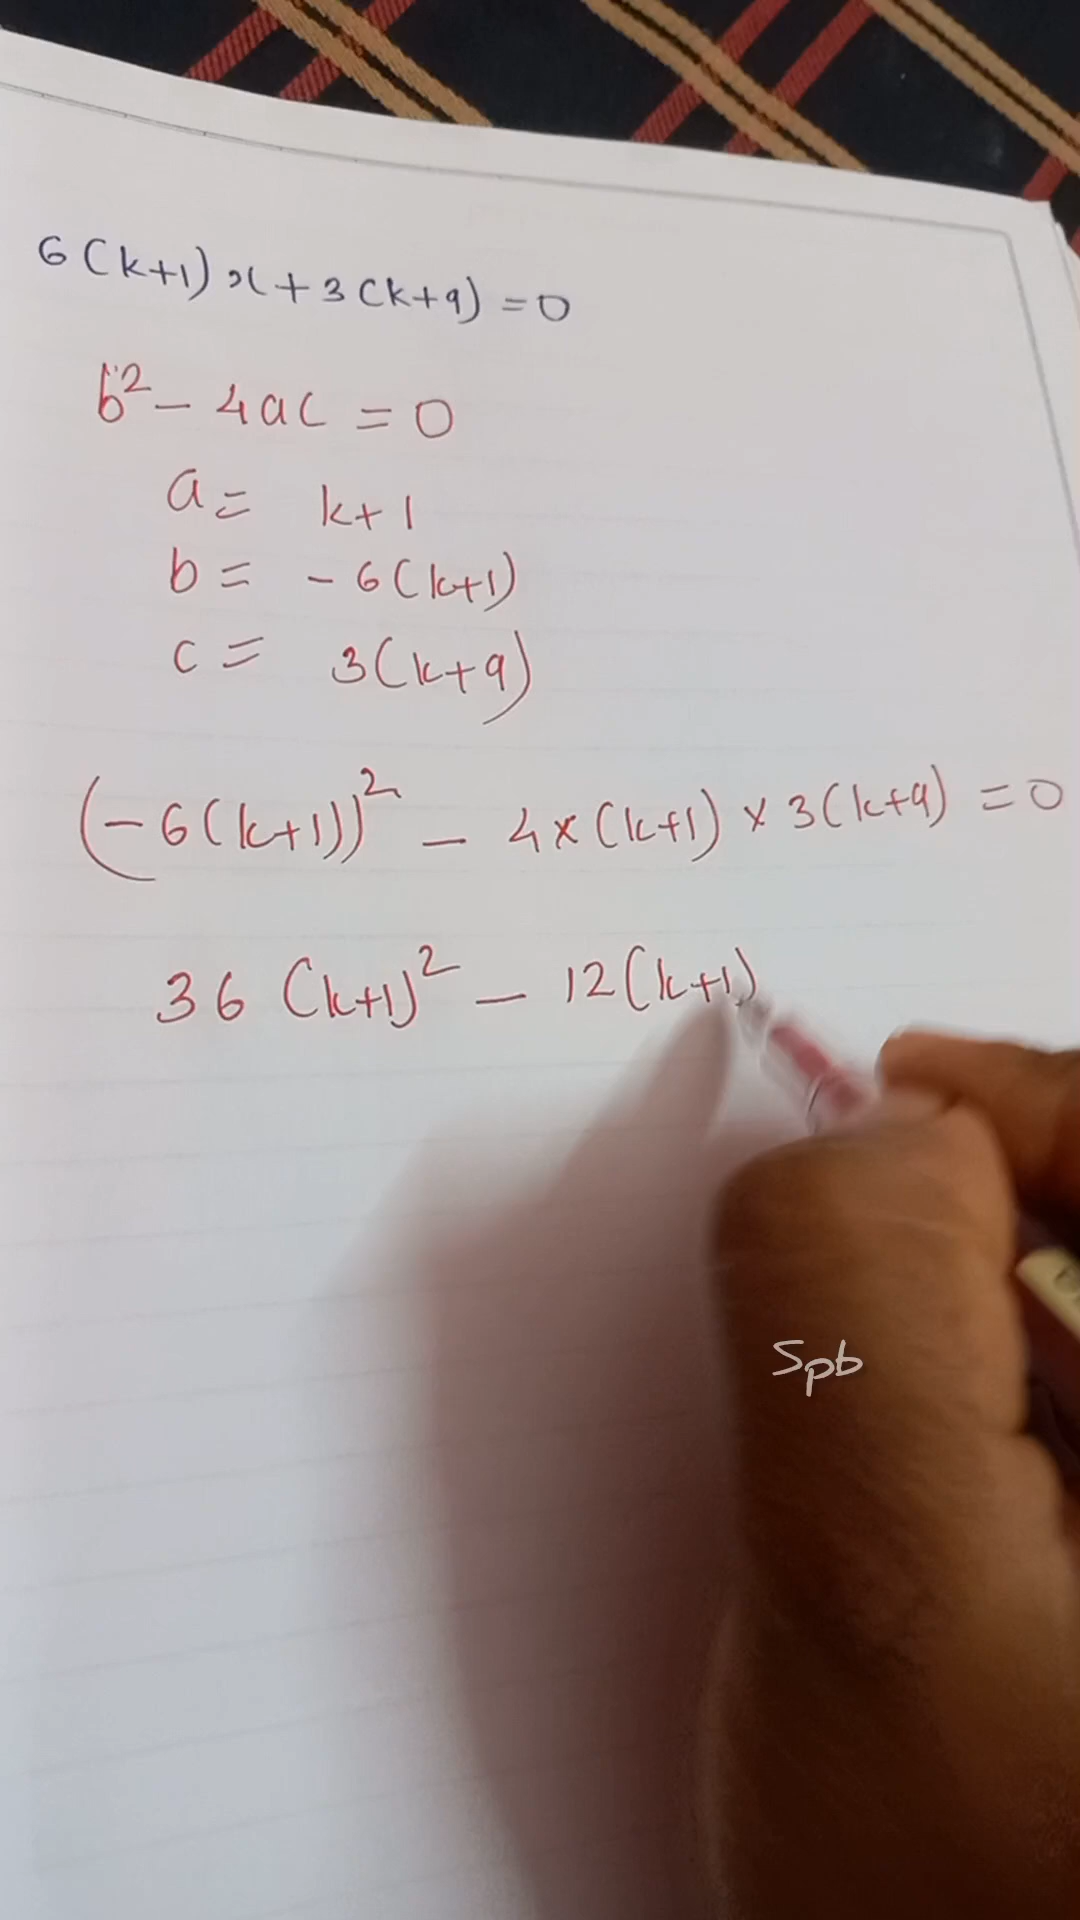 6(k+1)x+3(k+9)=0
b²-4ac=0
a= k+1
b= -6(k+1)
c= 3(k+9)
(-6(k+1))² - 4×(k+1)×3(k+9)=0
36(k+1)² - 12(k+1)
Spb